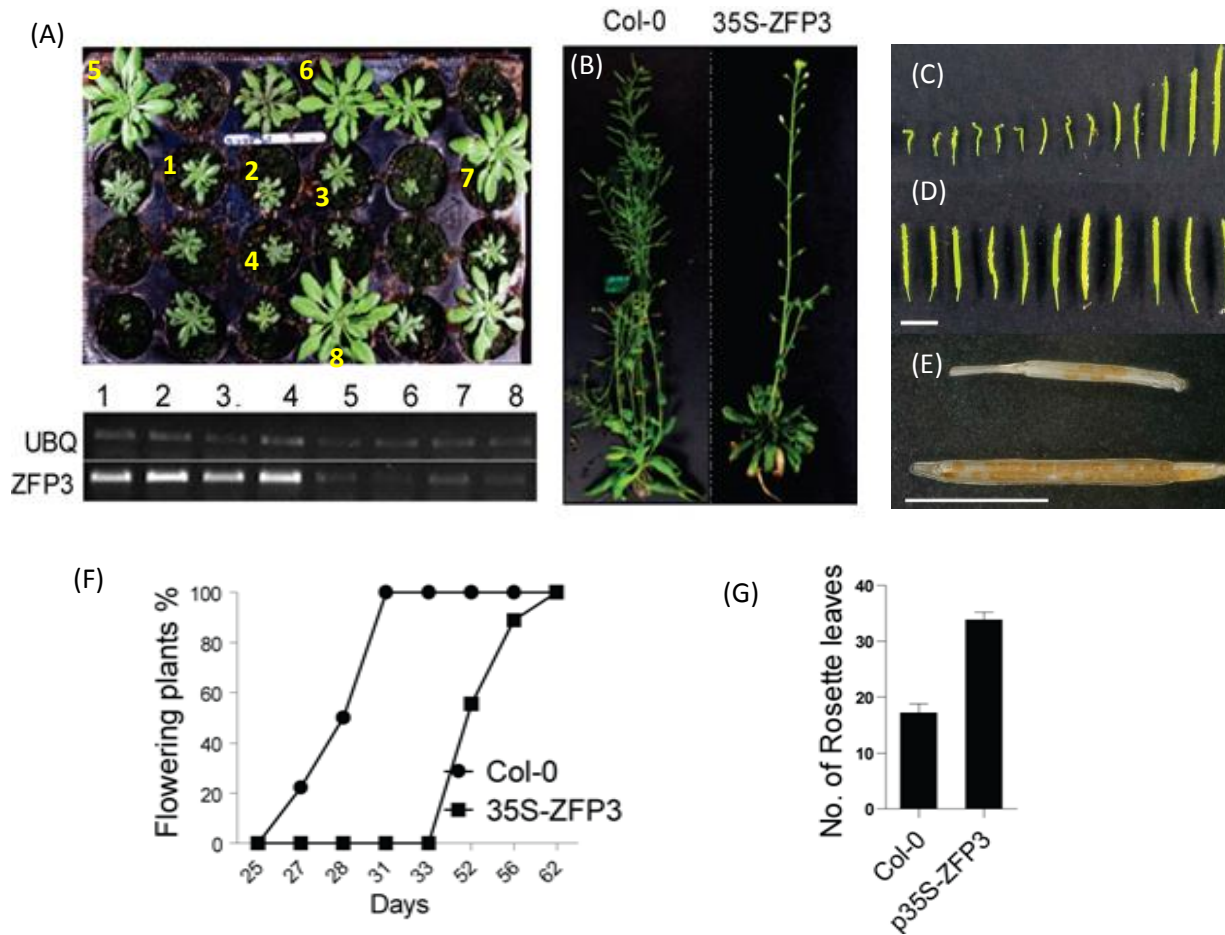 (A)
5
6
1
2
3
7
4
8
1 2 3 4 5 6 7 8
UBQ
ZFP3
Col-0 35S-ZFP3
(B)
(C)
(D)
(E)
(F)
Flowering plants %
100
80
60
40
20
0
25 27 28 31 33 52 56 62
Days
Col-0
35S-ZFP3
(G)
No. of Rosette leaves
40
30
20
10
0
Col-0
p35S-ZFP3